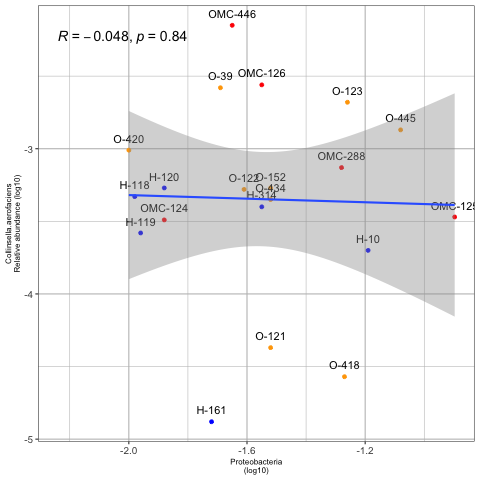 OMC-446
R = −0.048, p = 0.84
O-39
OMC-126
O-123
O-445
-3
O-420
OMC-288
H-120
O-152
O-122
H-118
O-434
H-314
OMC-124
OMC-125
H-119
H-10
-4
O-121
O-418
H-161
-5
-2.0
-1.6
-1.2
Proteobacteria
(log10)
Collinsella.aerofaciens
Relative abundance (log10)